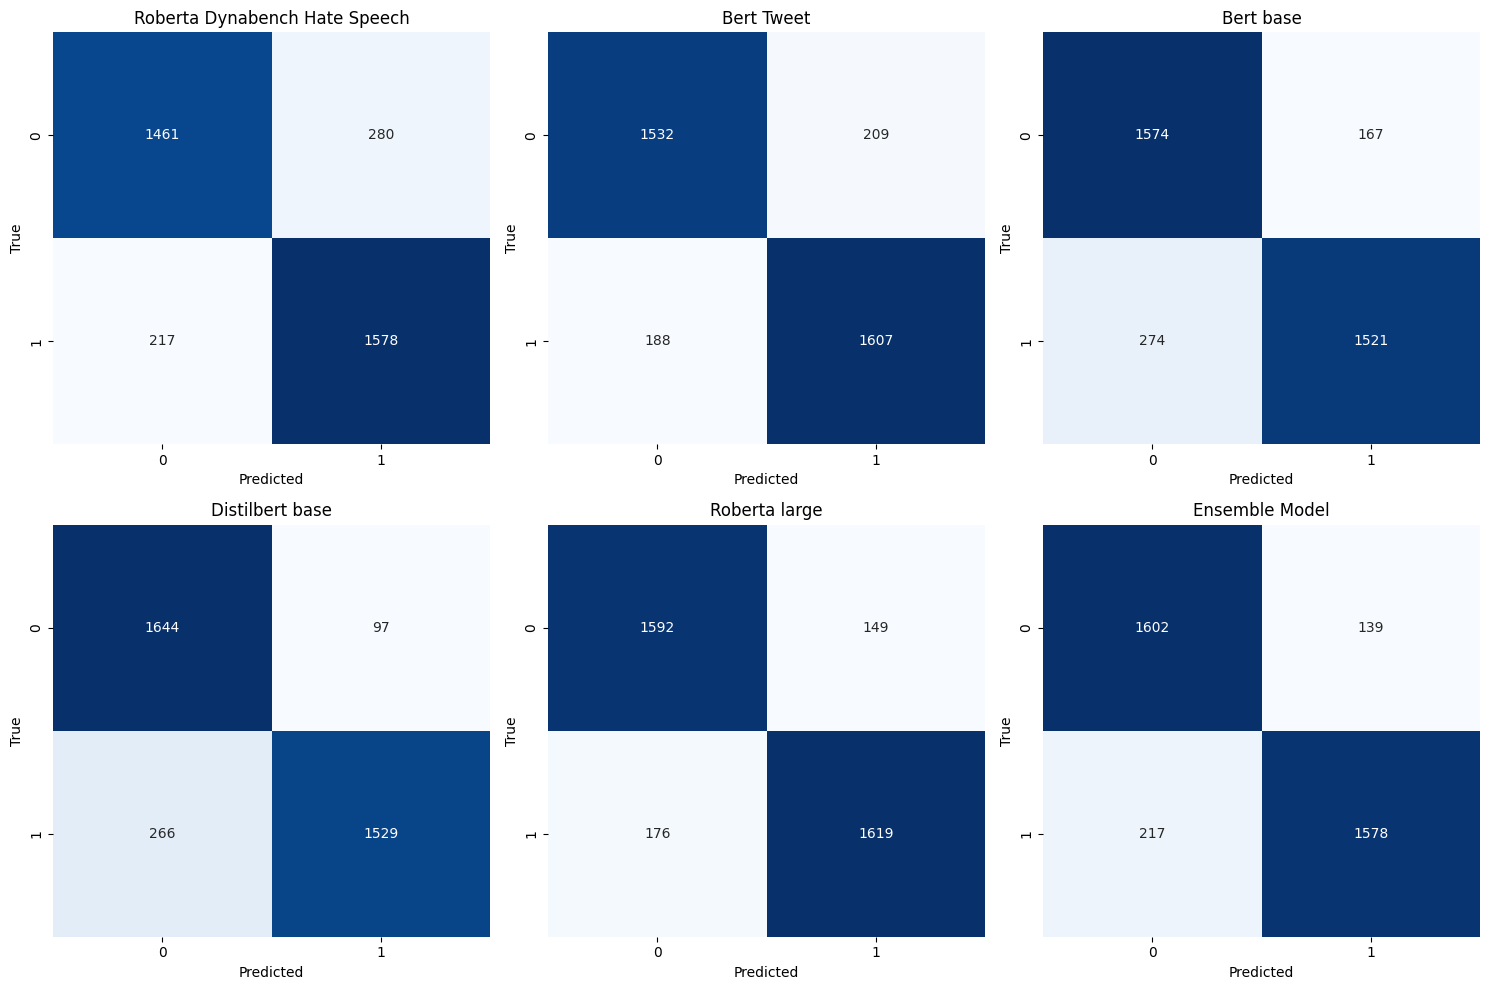 Roberta Dynabench Hate Speech
True
0
1
1461
280
217
1578
0
1
Predicted
Bert Tweet
True
0
1
1532
209
188
1607
0
1
Predicted
Bert base
True
0
1
1574
167
274
1521
0
1
Predicted
Distilbert base
True
0
1
1644
97
266
1529
0
1
Predicted
Roberta large
True
0
1
1592
149
176
1619
0
1
Predicted
Ensemble Model
True
0
1
1602
139
217
1578
0
1
Predicted